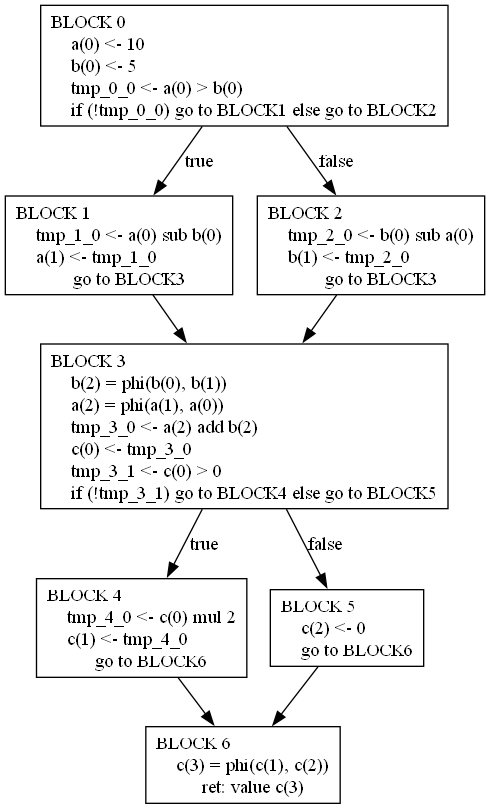 BLOCK 0
a(0) <- 10
b(0) <- 5
tmp_0_0 <- a(0) > b(0)
if (!tmp_0_0) go to BLOCK1 else go to BLOCK2
true
false
BLOCK 1
tmp_1_0 <- a(0) sub b(0)
a(1) <- tmp_1_0
go to BLOCK3
BLOCK 2
tmp_2_0 <- b(0) sub a(0)
b(1) <- tmp_2_0
go to BLOCK3
BLOCK 3
b(2) = phi(b(0), b(1))
a(2) = phi(a(1), a(0))
tmp_3_0 <- a(2) add b(2)
c(0) <- tmp_3_0
tmp_3_1 <- c(0) > 0
if (!tmp_3_1) go to BLOCK4 else go to BLOCK5
true
false
BLOCK 4
tmp_4_0 <- c(0) mul 2
c(1) <- tmp_4_0
go to BLOCK6
BLOCK 5
c(2) <- 0
go to BLOCK6
BLOCK 6
c(3) = phi(c(1), c(2))
ret: value c(3)